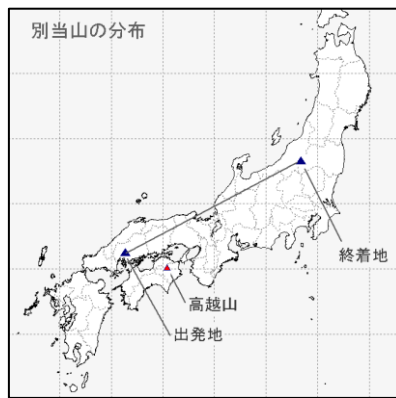 別当山の分布
終着地
高越山
出発地